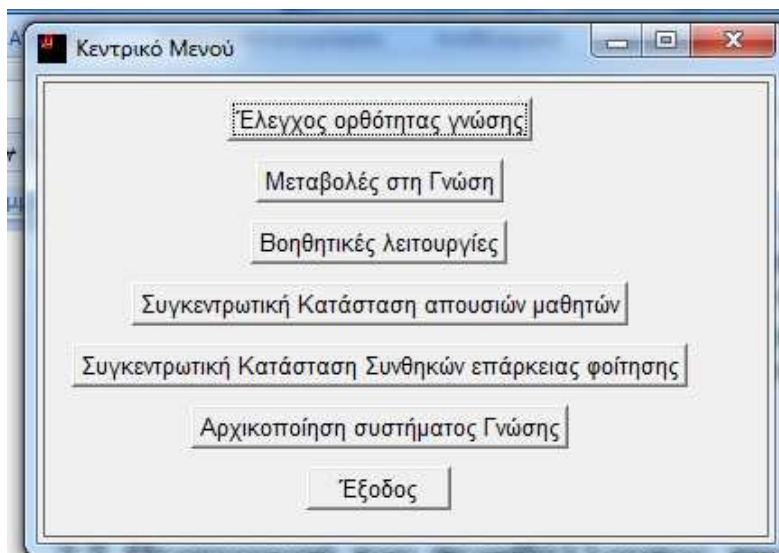 Κεντρικό Μενού
Έλεγχος ορθότητας γνώσης
Μεταβολές στη Γνώση
Βοηθητικές λειτουργίες
Συγκεντρωτική Κατάσταση απουσιών μαθητών
Συγκεντρωτική Κατάσταση Συνθηκών επάρκειας φοίτησης
Αρχικοποίηση συστήματος Γνώσης
Έξοδος